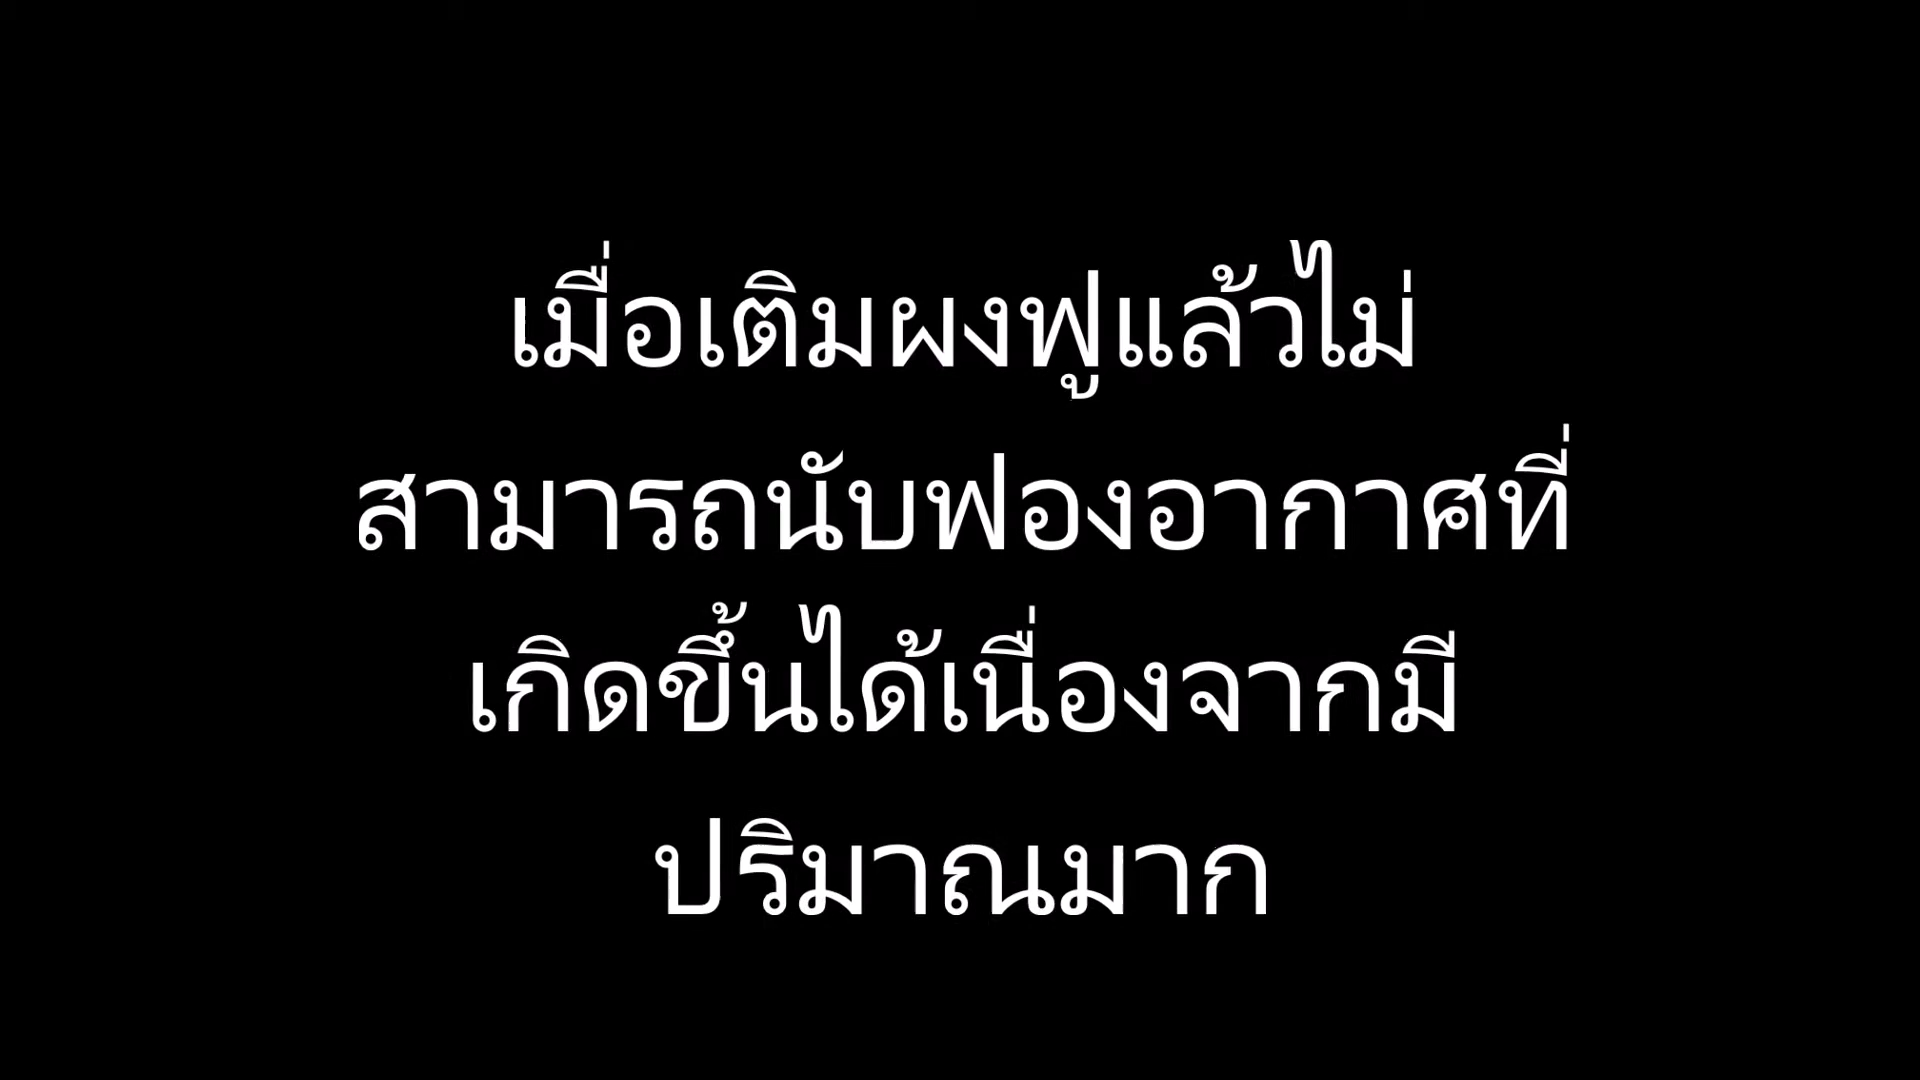 เมื่อเติมผงฟูแล้วไม่
สามารถนับฟองอากาศที่
เกิดขึ้นได้เนื่องจากมี
ปริมาณมาก